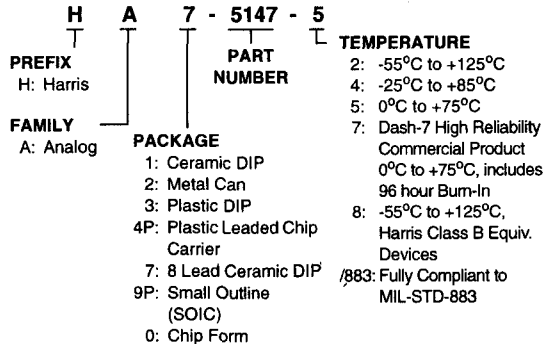 H A 7 - 5147 - 5
PREFIX
H: Harris
FAMILY
A: Analog
PACKAGE
1: Ceramic DIP
2: Metal Can
3: Plastic DIP
4P: Plastic Leaded Chip
Carrier
7: 8 Lead Ceramic DIP
9P: Small Outline
(SOIC)
0: Chip Form
PART
NUMBER
TEMPERATURE
2: -55°C to +125°C
4: -25°C to +85°C
5: 0°C to +75°C
7: Dash-7 High Reliability
Commercial Product
0°C to +75°C, includes
96 hour Burn-In
8: -55°C to +125°C,
Harris Class B Equiv.
Devices
/883: Fully Compliant to
MIL-STD-883